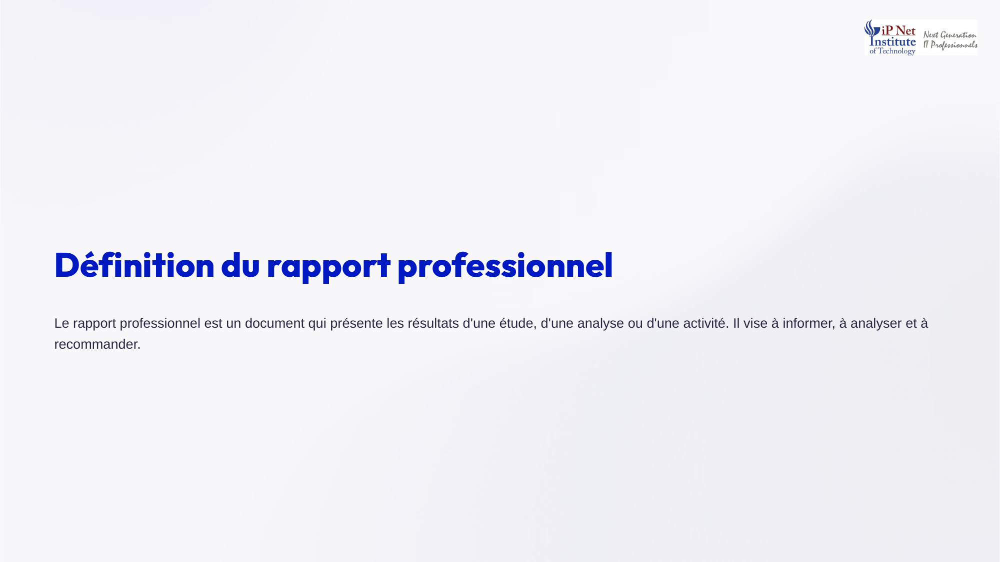 iP Net
Institute
of Technology
Next Generation
IT Professionnels
Définition du rapport professionnel
Le rapport professionnel est un document qui présente les résultats d'une étude, d'une analyse ou d'une activité. Il vise à informer, à analyser et à
recommander.